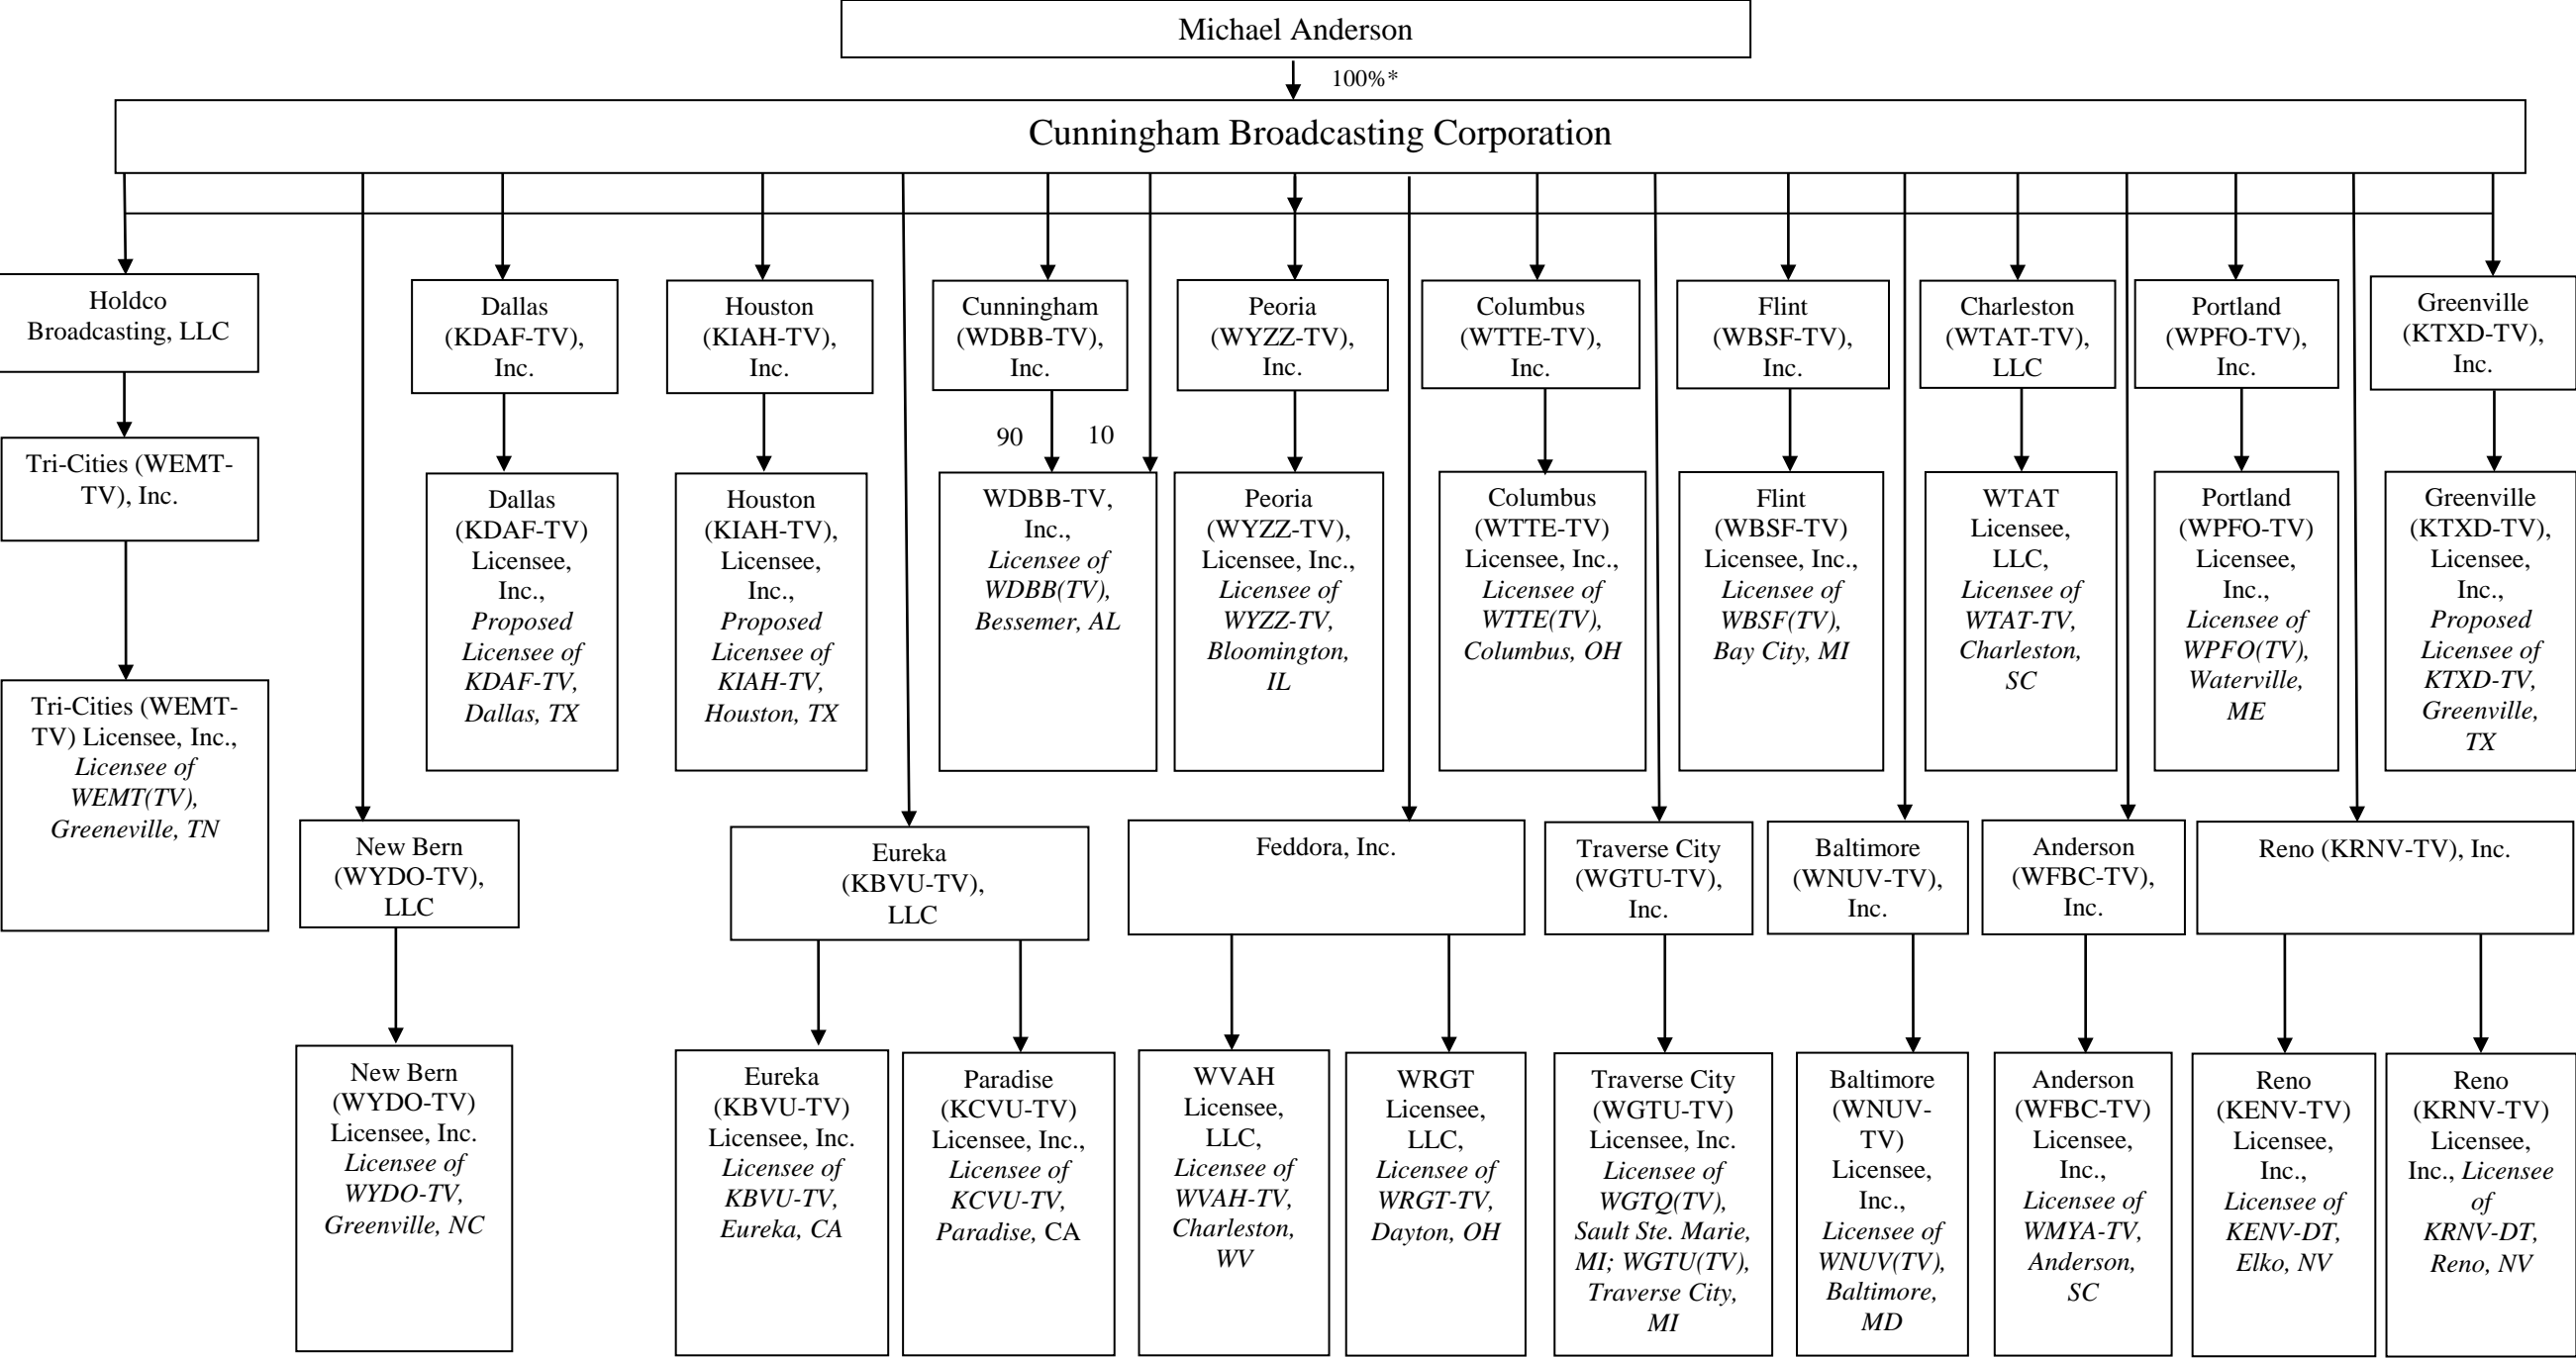 Michael Anderson
100%*
Cunningham Broadcasting Corporation
Holdco
Broadcasting, LLC
Dallas
(KDAF-TV),
Inc.
Houston
(KIAH-TV),
Inc.
Cunningham
(WDBB-TV),
Inc.
Peoria
(WYZZ-TV),
Inc.
Columbus
(WTTE-TV),
Inc.
Flint
(WBSF-TV),
Inc.
Charleston
(WTAT-TV),
LLC
Portland
(WPFO-TV),
Inc.
Greenville
(KTXD-TV),
Inc.
90
10
Tri-Cities (WEMT-
TV), Inc.
Dallas
(KDAF-TV)
Licensee,
Inc.,
Proposed
Licensee of
KDAF-TV,
Dallas, TX
Houston
(KIAH-TV),
Licensee,
Inc.,
Proposed
Licensee of
KIAH-TV,
Houston, TX
WDBB-TV,
Inc.,
Licensee of
WDBB(TV),
Bessemer, AL
Peoria
(WYZZ-TV),
Licensee, Inc.,
Licensee of
WYZZ-TV,
Bloomington,
IL
Columbus
(WTTE-TV)
Licensee, Inc.,
Licensee of
WTTE(TV),
Columbus, OH
Flint
(WBSF-TV)
Licensee, Inc.,
Licensee of
WBSF(TV),
Bay City, MI
WTAT
Licensee,
LLC,
Licensee of
WTAT-TV,
Charleston,
SC
Portland
(WPFO-TV)
Licensee,
Inc.,
Licensee of
WPFO(TV),
Waterville,
ME
Greenville
(KTXD-TV),
Licensee,
Inc.,
Proposed
Licensee of
KTXD-TV,
Greenville,
TX
Tri-Cities (WEMT-
TV) Licensee, Inc.,
Licensee of
WEMT(TV),
Greeneville, TN
New Bern
(WYDO-TV),
LLC
Eureka
(KBVU-TV),
LLC
Feddora, Inc.
Traverse City
(WGTU-TV),
Inc.
Baltimore
(WNUV-TV),
Inc.
Anderson
(WFBC-TV),
Inc.
Reno (KRNV-TV), Inc.
New Bern
(WYDO-TV)
Licensee, Inc.
Licensee of
WYDO-TV,
Greenville, NC
Eureka
(KBVU-TV)
Licensee, Inc.
Licensee of
KBVU-TV,
Eureka, CA
Paradise
(KCVU-TV)
Licensee, Inc.,
Licensee of
KCVU-TV,
Paradise, CA
WVAH
Licensee,
LLC,
Licensee of
WVAH-TV,
Charleston,
WV
WRGT
Licensee,
LLC,
Licensee of
WRGT-TV,
Dayton, OH
Traverse City
(WGTU-TV)
Licensee, Inc.
Licensee of
WGTQ(TV),
Sault Ste. Marie,
MI; WGTU(TV),
Traverse City,
MI
Baltimore
(WNUV-
TV)
Licensee,
Inc.,
Licensee of
WNUV(TV),
Baltimore,
MD
Anderson
(WFBC-TV)
Licensee,
Inc.,
Licensee of
WMYA-TV,
Anderson,
SC
Reno
(KENV-TV)
Licensee,
Inc.,
Licensee of
KENV-DT,
Elko, NV
Reno
(KRNV-TV)
Licensee,
Inc., Licensee
of
KRNV-DT,
Reno, NV